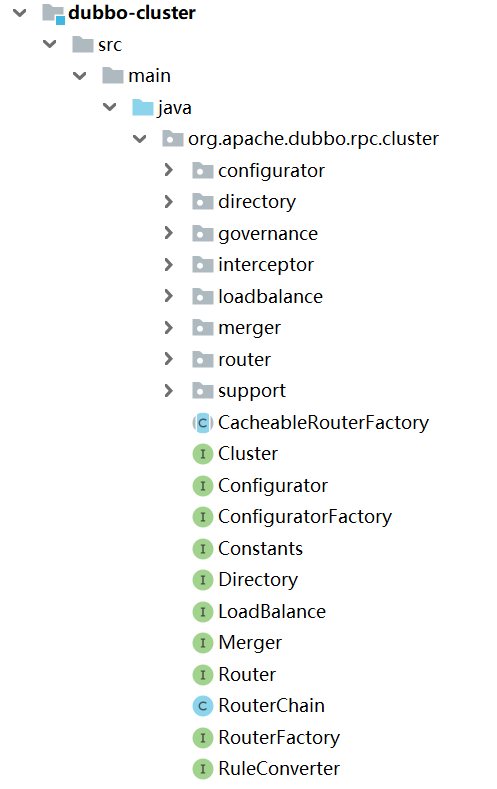 dubbo-cluster
src
main
java
org.apache.dubbo.rpc.cluster
configurator
directory
governance
interceptor
loadbalance
merger
router
support
C CacheableRouterFactory
I Cluster
I Configurator
I ConfiguratorFactory
I Constants
I Directory
I LoadBalance
I Merger
I Router
C RouterChain
I RouterFactory
I RuleConverter